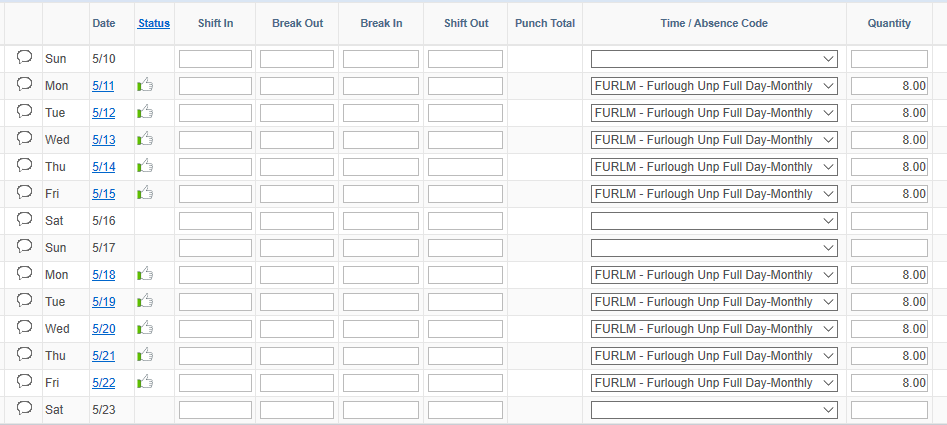 Date Status Shift In Break Out Break In Shift Out Punch Total Time / Absence Code Quantity
Sun 5/10
Mon 5/11 FURLM - Furlough Unp Full Day-Monthly 8.00
Tue 5/12 FURLM - Furlough Unp Full Day-Monthly 8.00
Wed 5/13 FURLM - Furlough Unp Full Day-Monthly 8.00
Thu 5/14 FURLM - Furlough Unp Full Day-Monthly 8.00
Fri 5/15 FURLM - Furlough Unp Full Day-Monthly 8.00
Sat 5/16
Sun 5/17
Mon 5/18 FURLM - Furlough Unp Full Day-Monthly 8.00
Tue 5/19 FURLM - Furlough Unp Full Day-Monthly 8.00
Wed 5/20 FURLM - Furlough Unp Full Day-Monthly 8.00
Thu 5/21 FURLM - Furlough Unp Full Day-Monthly 8.00
Fri 5/22 FURLM - Furlough Unp Full Day-Monthly 8.00
Sat 5/23